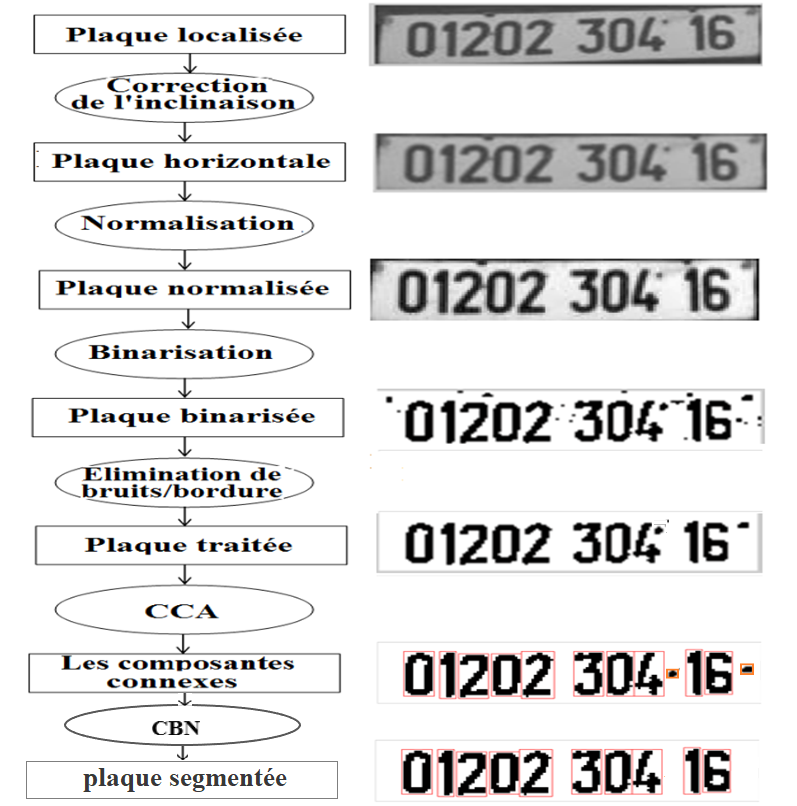 Plaque localisée
01202 304 16
Correction
de l'inclinaison
Plaque horizontale
01202 304 16
Normalisation
Plaque normalisée
01202 304 16
Binarisation
Plaque binarisée
01202 304 16
Elimination de
bruits/bordure
Plaque traitée
01202 304 16
CCA
Les composantes
connexes
01202 304 16
CBN
plaque segmentée
01202 304 16